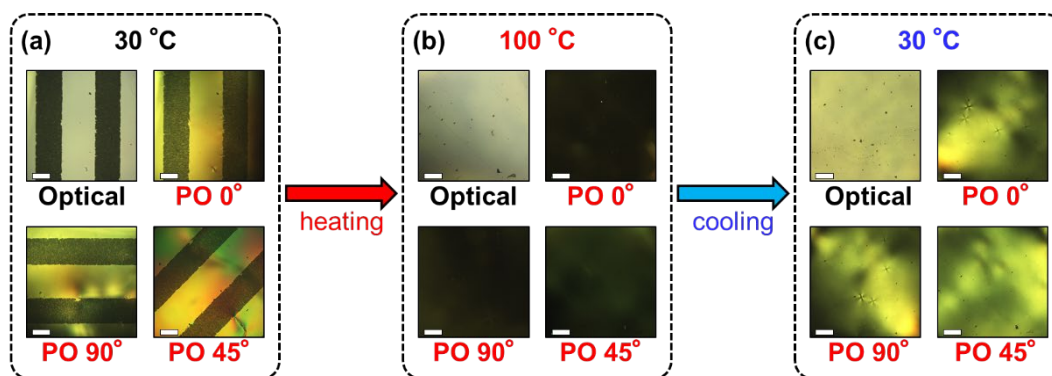 (a) 30 °C
Optical PO 0°
PO 90° PO 45°
heating
(b) 100 °C
Optical PO 0°
PO 90° PO 45°
cooling
(c) 30 °C
Optical PO 0°
PO 90° PO 45°